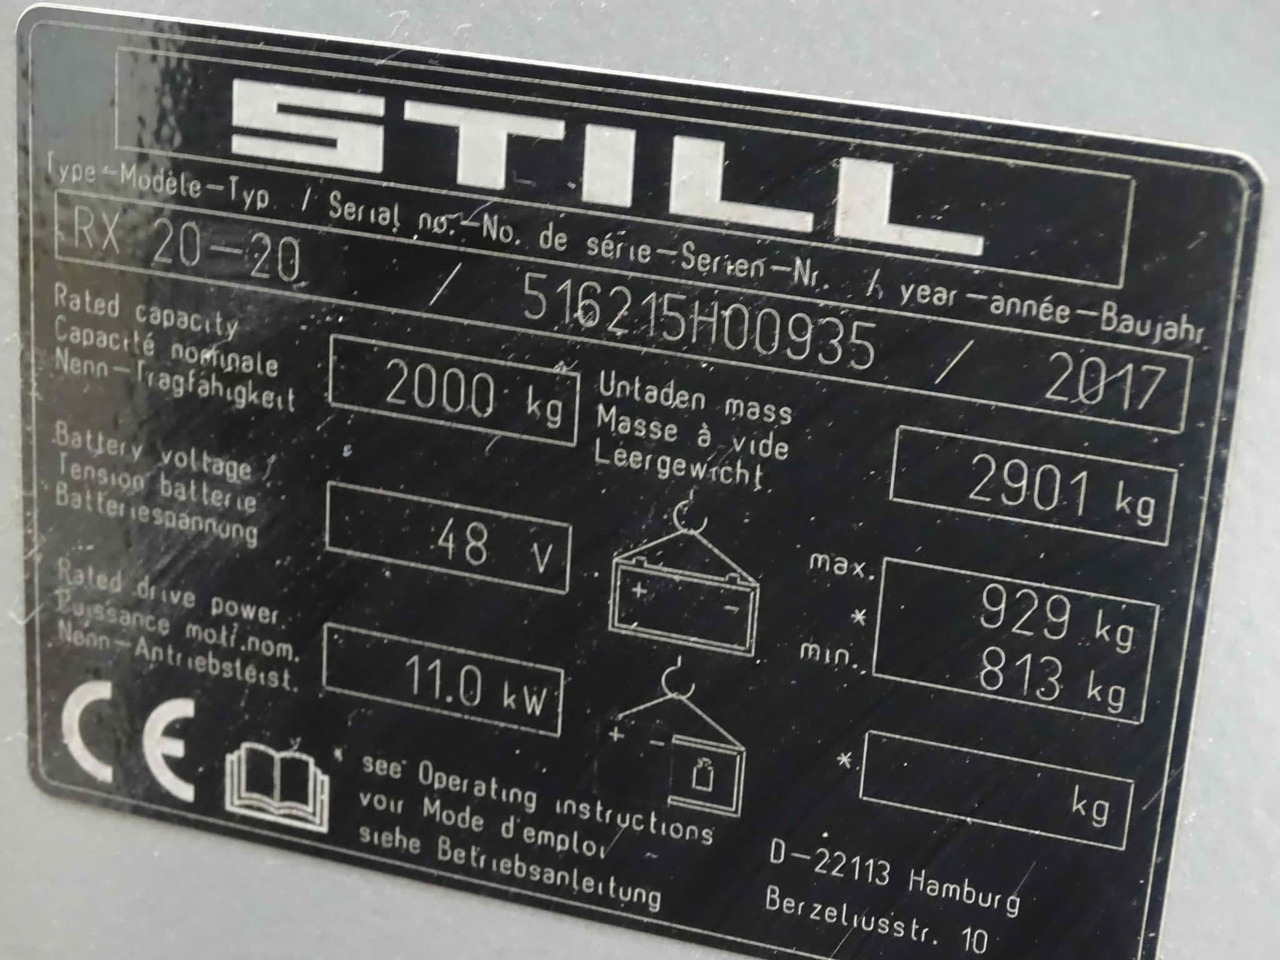 STILL
Type-Modèle-Typ / Serial no.-No. de série-Serien-Nr. / year-année-Baujahr
RX 20-20 / 516215H00935 / 2017
Rated capacity
Capacité nominale
Nenn-Tragfähigkeit
2000 kg
Unladen mass
Masse à vide
Leergewicht
2901 kg
Battery voltage
Tension batterie
Batteriespannung
48 V
+ -
max. 929 kg
*
min. 813 kg
Rated drive power
Puissance mot.nom.
Nenn-Antriebsleist.
11.0 kW
+ -
* kg
CE
* see Operating instructions
voir Mode d'emploi
siehe Betriebsanleitung
D-22113 Hamburg
Berzeliusstr. 10